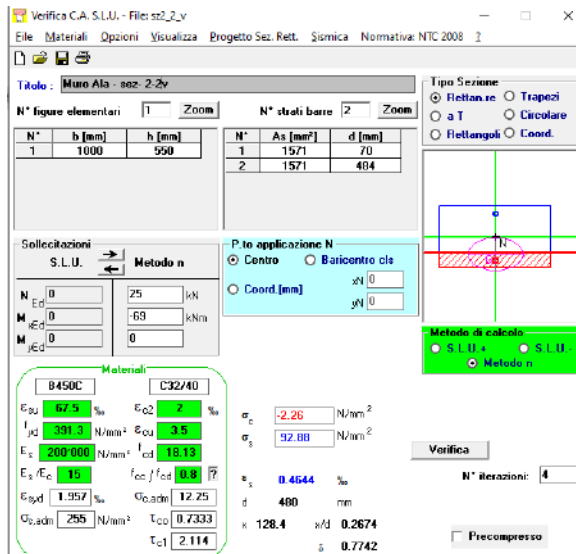 Verifica C.A. S.L.U. - File: sz2_2_v
File Materiali Opzioni Visualizza Progetto Sez. Rett. Sismica Normativa: NTC 2008 ?
Titolo : Muro Ala - sez- 2-2v
N° figure elementari 1 Zoom N° strati barre 2 Zoom
N° b [mm] h [mm]
1 1000 550
N° As [mm²] d [mm]
1 1571 70
2 1571 484
Tipo Sezione
Rettan.re Trapezi
a T Circolare
Rettangoli Coord.
N
Sollecitazioni
S.L.U. Metodo n
N Ed 0 25 kN
M xEd 0 -69 kNm
M yEd 0 0
P.to applicazione N
Centro Baricentro cls
Coord.[mm] xN 0
yN 0
Metodo di calcolo
S.L.U.+ S.L.U.-
Metodo n
Materiali
B450C C32/40
εsu 67.5 ‰ εc2 2 ‰
fyd 391.3 N/mm² εcu 3.5
Es 200'000 N/mm² fcd 18.13
Es/Ec 15 fcc/fcd 0.8 ?
εsyd 1.957 ‰ σc,adm 12.25
σs,adm 255 N/mm² τco 0.7333
τc1 2.114
σc -2.26 N/mm²
σs 92.88 N/mm²
εs 0.4644 ‰
d 480 mm
x 128.4 x/d 0.2674
δ 0.7742
Verifica
N° iterazioni: 4
Precompresso